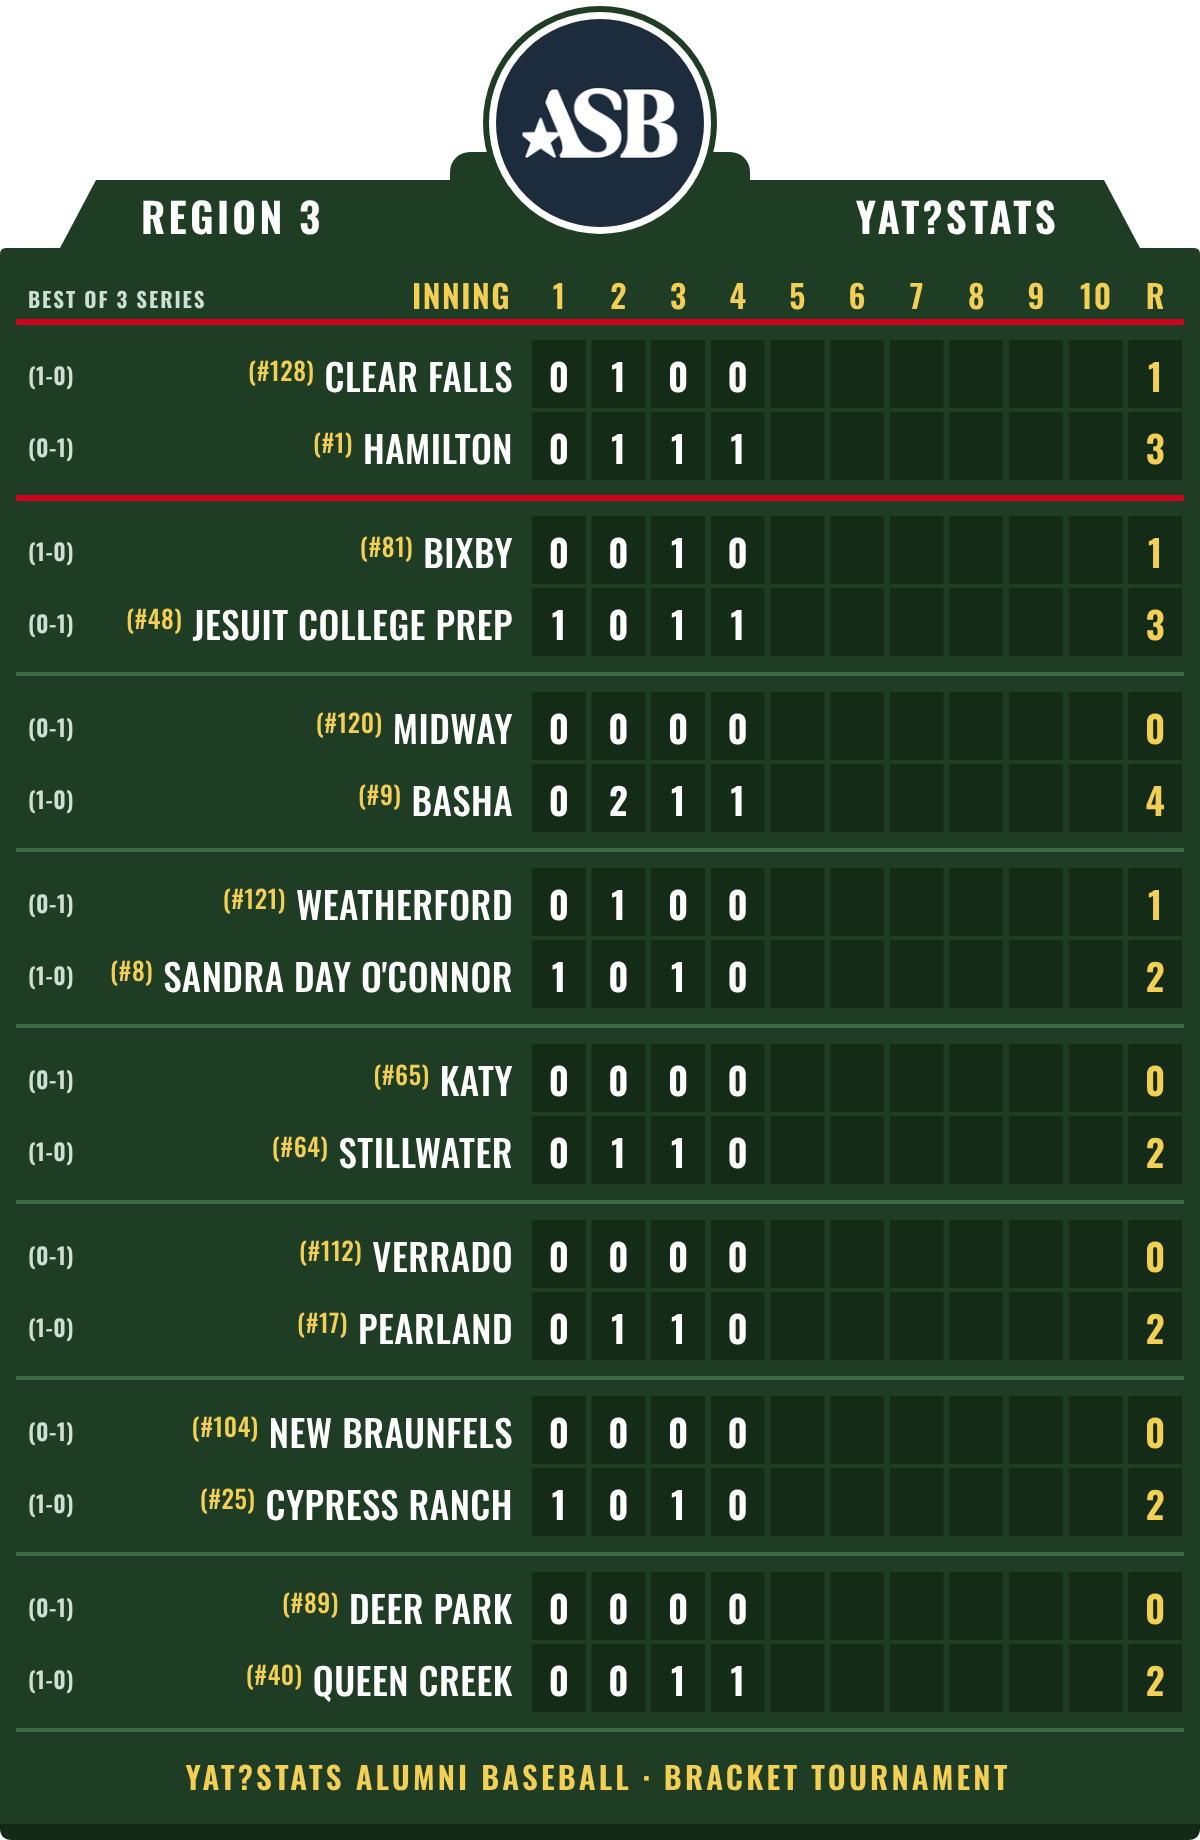 ASB
REGION 3 YAT?STATS
BEST OF 3 SERIES INNING 1 2 3 4 5 6 7 8 9 10 R
(1-0) (#128) CLEAR FALLS 0 1 0 0 1
(0-1) (#1) HAMILTON 0 1 1 1 3
(1-0) (#81) BIXBY 0 0 1 0 1
(0-1) (#48) JESUIT COLLEGE PREP 1 0 1 1 3
(0-1) (#120) MIDWAY 0 0 0 0 0
(1-0) (#9) BASHA 0 2 1 1 4
(0-1) (#121) WEATHERFORD 0 1 0 0 1
(1-0) (#8) SANDRA DAY O'CONNOR 1 0 1 0 2
(0-1) (#65) KATY 0 0 0 0 0
(1-0) (#64) STILLWATER 0 1 1 0 2
(0-1) (#112) VERRADO 0 0 0 0 0
(1-0) (#17) PEARLAND 0 1 1 0 2
(0-1) (#104) NEW BRAUNFELS 0 0 0 0 0
(1-0) (#25) CYPRESS RANCH 1 0 1 0 2
(0-1) (#89) DEER PARK 0 0 0 0 0
(1-0) (#40) QUEEN CREEK 0 0 1 1 2
YAT?STATS ALUMNI BASEBALL · BRACKET TOURNAMENT